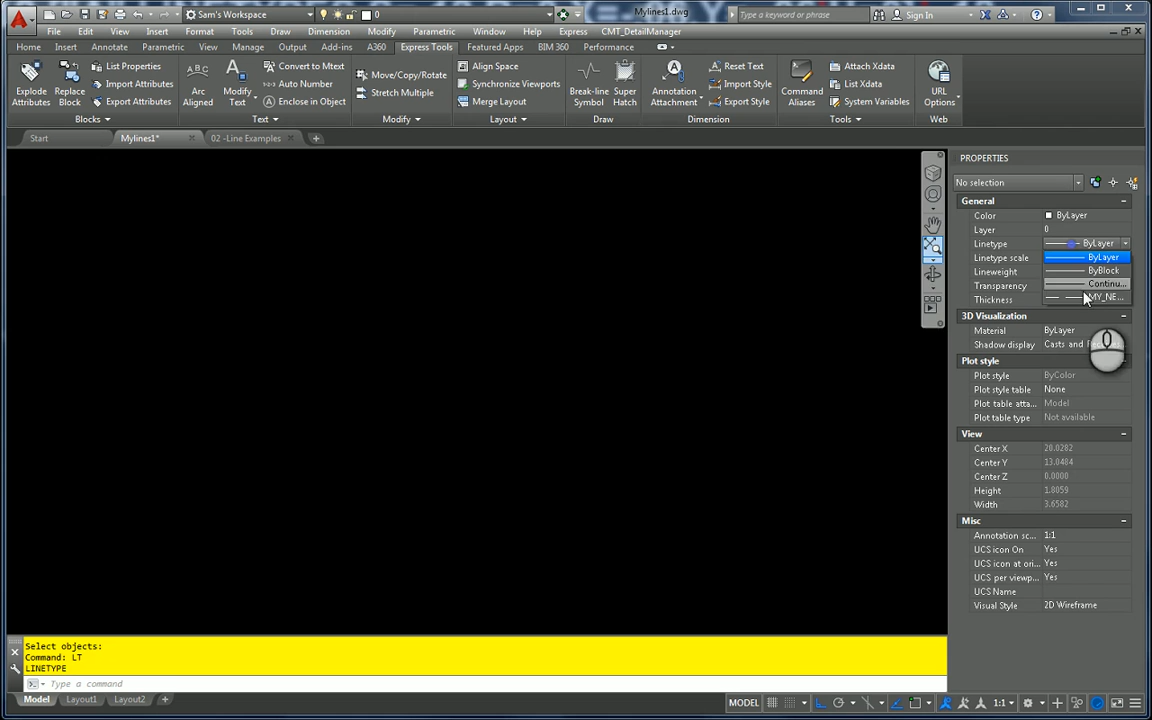 Sam's Workspace
0
Mylines1.dwg
Type a keyword or phrase
Sign In
File Edit View Insert Format Tools Draw Dimension Modify Parametric Window Help Express CMT_DetailManager
Home Insert Annotate Parametric View Manage Output Add-ins A360 Express Tools Featured Apps BIM 360 Performance
Explode Attributes
Replace Block
List Properties
Import Attributes
Export Attributes
Arc Aligned
Modify Text
Convert to Mtext
Auto Number
Enclose in Object
Move/Copy/Rotate
Stretch Multiple
Align Space
Synchronize Viewports
Merge Layout
Break-line Symbol
Super Hatch
Annotation Attachment
Reset Text
Import Style
Export Style
Command Aliases
Attach Xdata
List Xdata
System Variables
URL Options
Blocks Text Modify Layout Draw Dimension Tools Web
Start Mylines1* 02 -Line Examples
PROPERTIES
No selection
General
Color ByLayer
Layer 0
Linetype ByLayer
Linetype scale ByLayer
Lineweight ByBlock
Transparency Continu...
Thickness MY_NE...
3D Visualization
Material ByLayer
Shadow display Casts and
Plot style
Plot style ByColor
Plot style table None
Plot table atta... Model
Plot table type Not available
View
Center X 20.0282
Center Y 13.0484
Center Z 0.0000
Height 1.8059
Width 3.6582
Misc
Annotation sc... 1:1
UCS icon On Yes
UCS icon at ori... Yes
UCS per viewp... Yes
UCS Name
Visual Style 2D Wireframe
Select objects:
Command: LT
LINETYPE
Type a command
Model Layout1 Layout2
MODEL 1:1